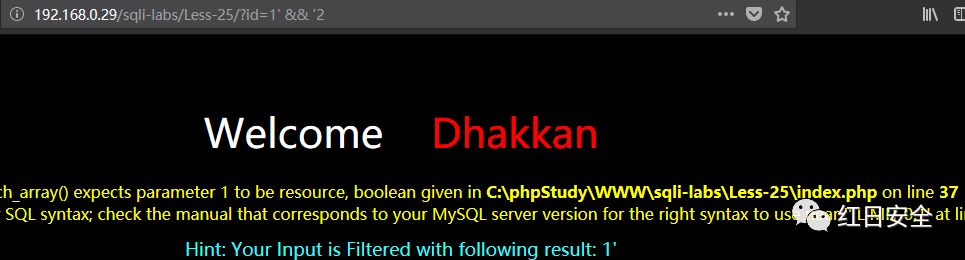 192.168.0.29/sqli-labs/Less-25/?id=1' && '2
Welcome Dhakkan
ch_array() expects parameter 1 to be resource, boolean given in C:\phpStudy\WWW\sqli-labs\Less-25\index.php on line 37
SQL syntax; check the manual that corresponds to your MySQL server version for the right syntax to use near at li
红日安全
Hint: Your Input is Filtered with following result: 1'